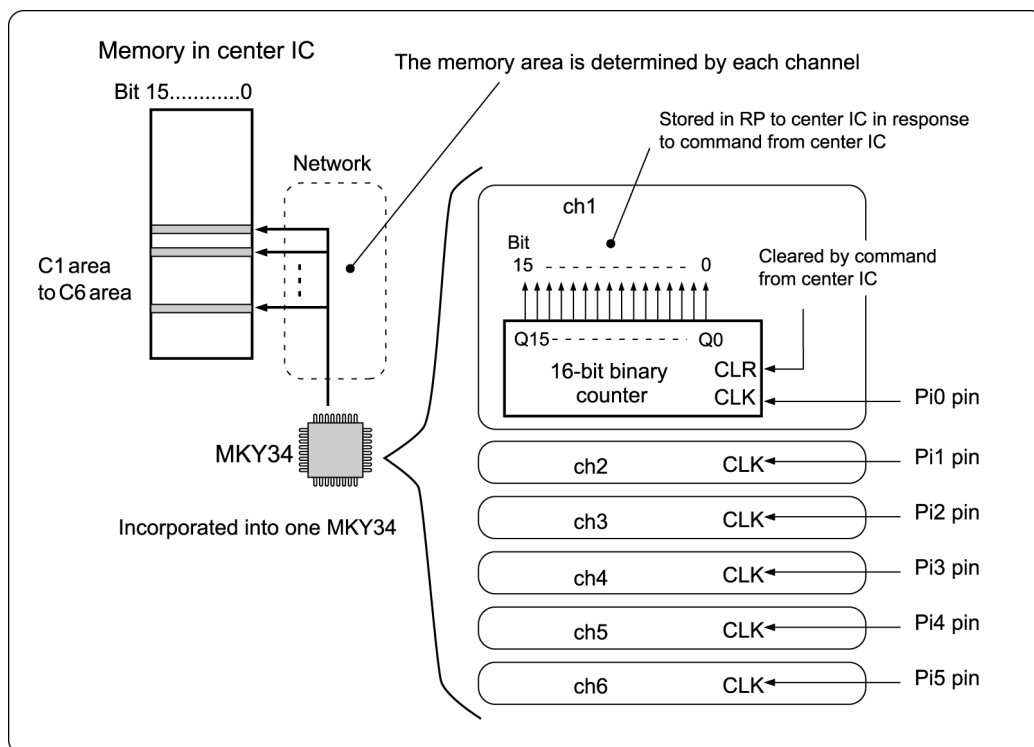 Memory in center IC
Bit 15............0
The memory area is determined by each channel
Stored in RP to center IC in response
to command from center IC
Network
C1 area
to C6 area
MKY34
Incorporated into one MKY34
ch1
Bit
15 - - - - - - - - - - - - - - 0
Q15- - - - - - - - - - - - Q0
16-bit binary
counter
CLR
CLK
Cleared by command
from center IC
Pi0 pin
ch2 CLK Pi1 pin
ch3 CLK Pi2 pin
ch4 CLK Pi3 pin
ch5 CLK Pi4 pin
ch6 CLK Pi5 pin